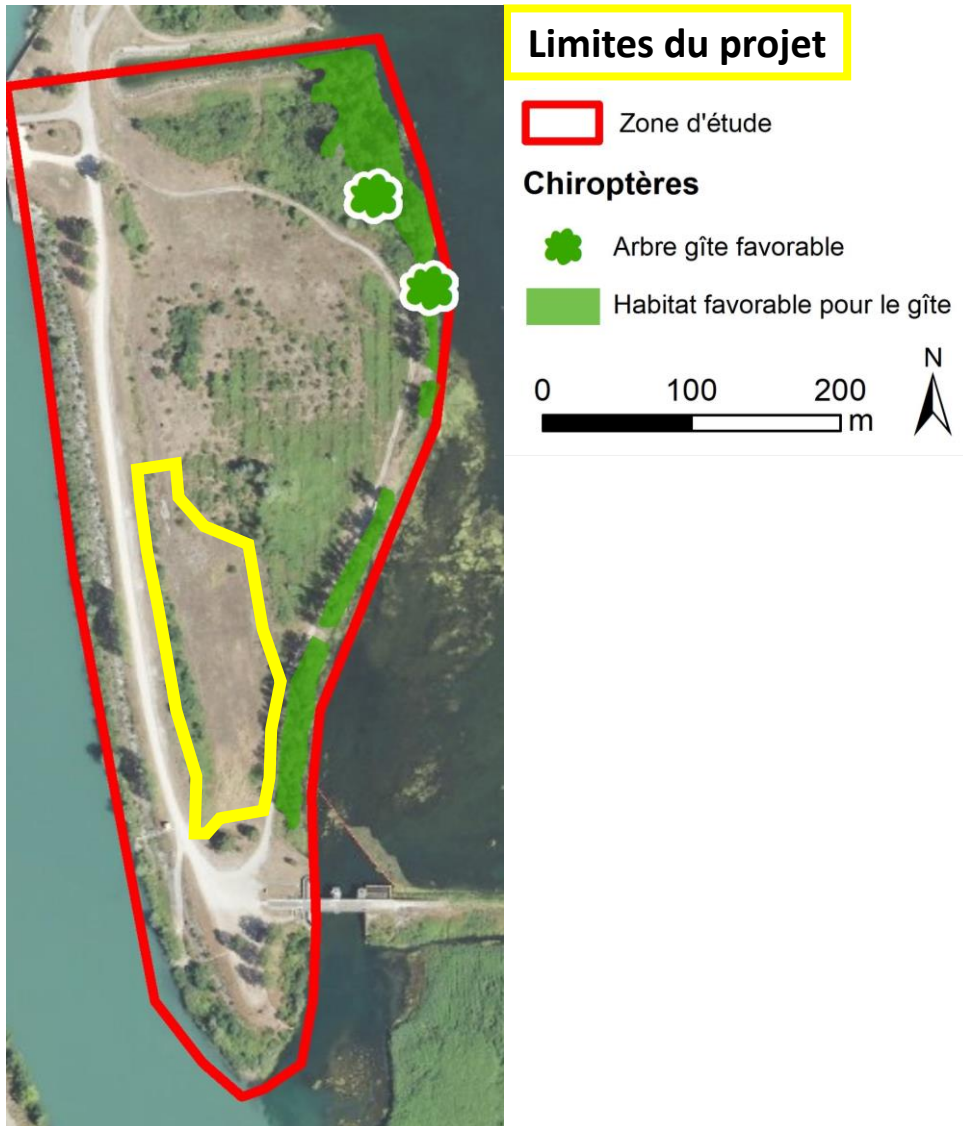 Limites du projet
Zone d'étude
Chiroptères
Arbre gîte favorable
Habitat favorable pour le gîte
N
0 100 200
m